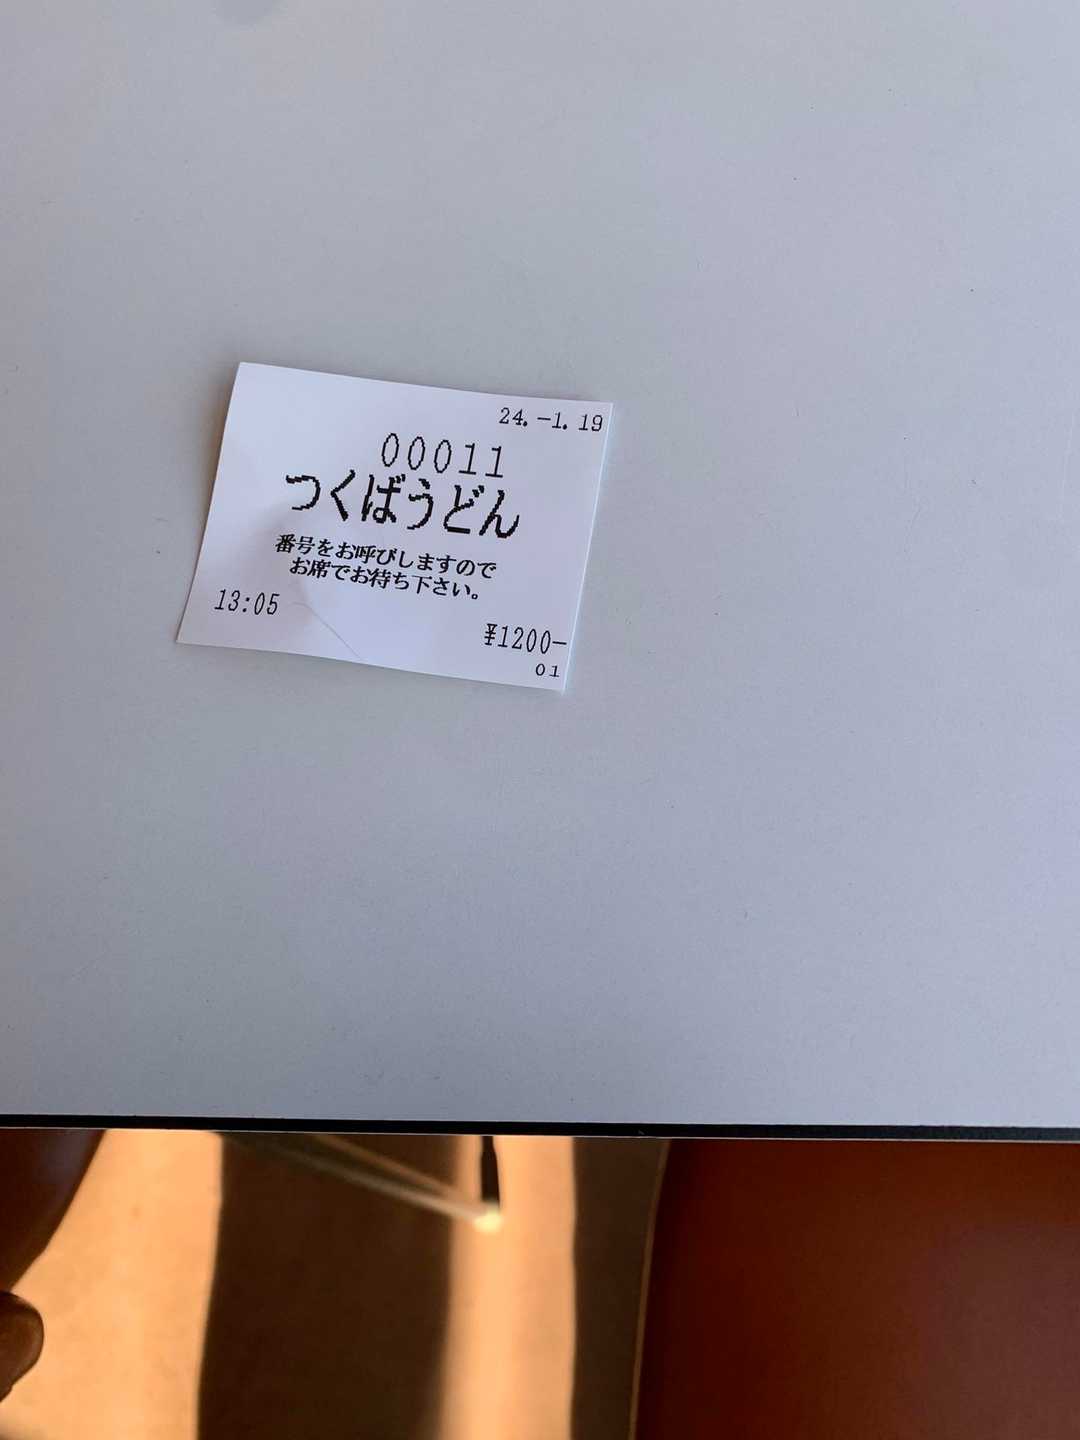 24.-1.19
00011
つくばうどん
番号をお呼びしますので
お席でお待ち下さい。
13:05
¥1200-
01